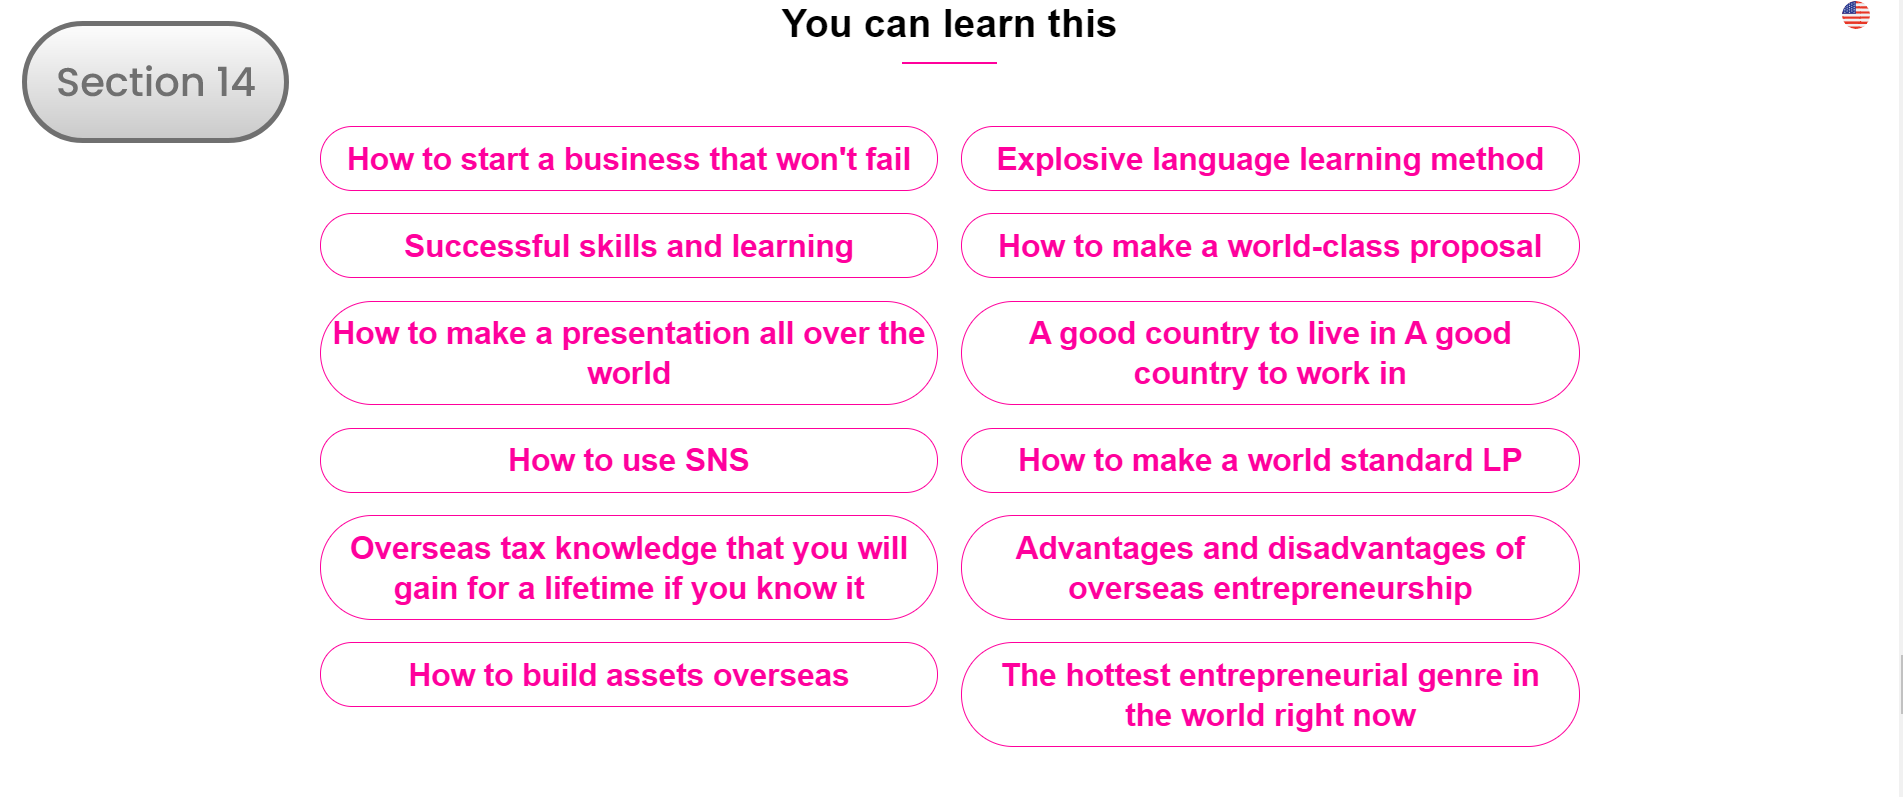 You can learn this
Section 14
How to start a business that won't fail
Explosive language learning method
Successful skills and learning
How to make a world-class proposal
How to make a presentation all over the
world
A good country to live in A good
country to work in
How to use SNS
How to make a world standard LP
Overseas tax knowledge that you will
gain for a lifetime if you know it
Advantages and disadvantages of
overseas entrepreneurship
How to build assets overseas
The hottest entrepreneurial genre in
the world right now